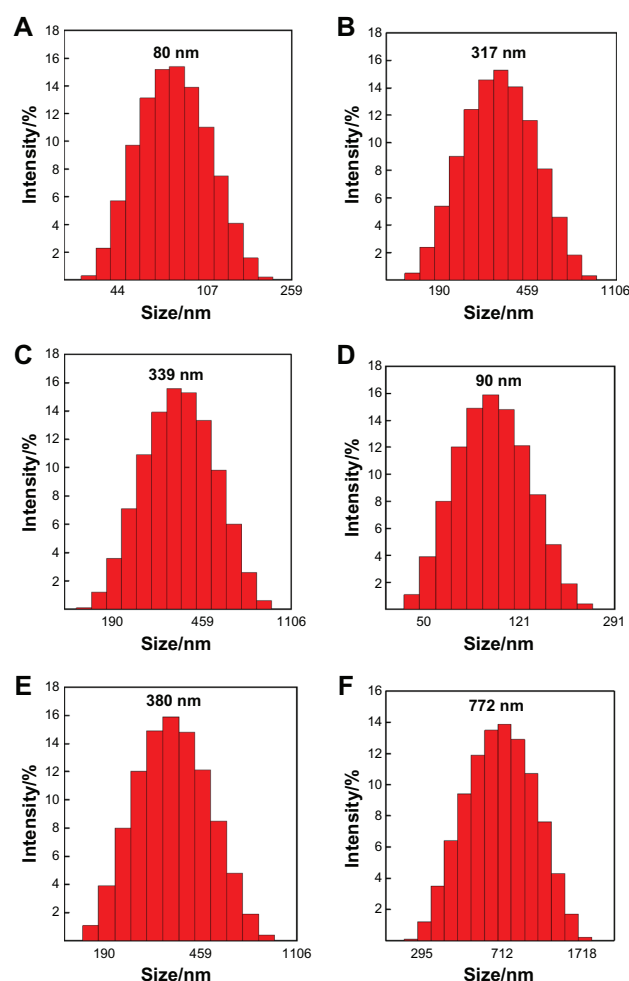 A
80 nm
18
16
14
12
10
8
6
4
2
Intensity/%
44 107 259
Size/nm
B
317 nm
18
16
14
12
10
8
6
4
2
Intensity/%
190 459 1106
Size/nm
C
339 nm
18
16
14
12
10
8
6
4
2
Intensity/%
190 459 1106
Size/nm
D
90 nm
18
16
14
12
10
8
6
4
2
Intensity/%
50 121 291
Size/nm
E
380 nm
18
16
14
12
10
8
6
4
2
Intensity/%
190 459 1106
Size/nm
F
772 nm
16
14
12
10
8
6
4
2
Intensity/%
295 712 1718
Size/nm